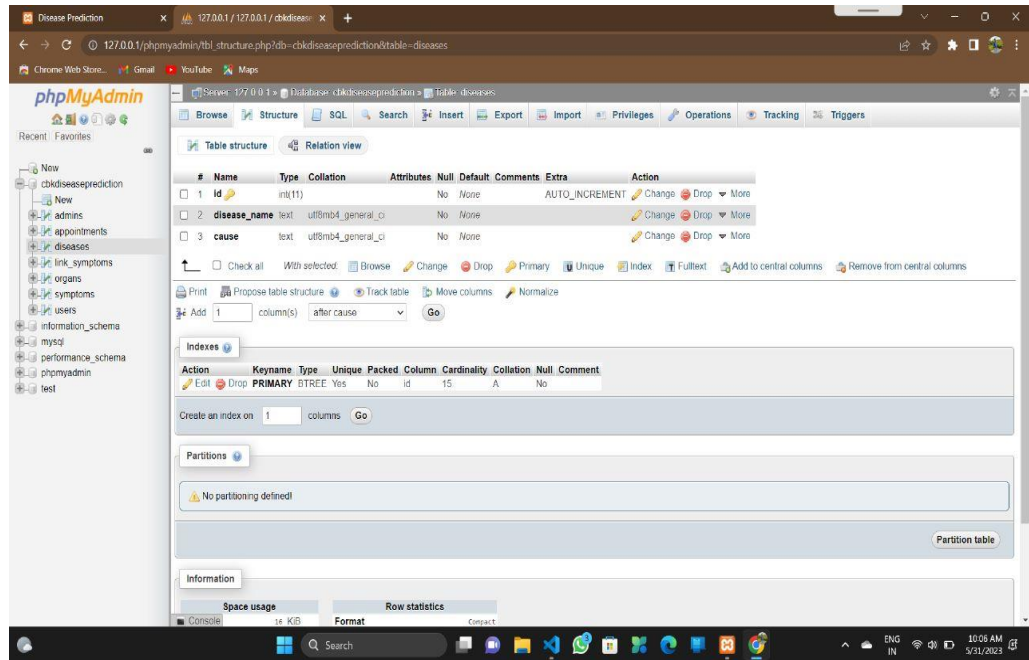 Disease Prediction
127.0.0.1 / 127.0.0.1 / cbkdisease
127.0.0.1/phpmyadmin/tbl_structure.php?db=cbkdiseaseprediction&table=diseases
Chrome Web Store... Gmail YouTube Maps
phpMyAdmin
Recent Favorites
New
cbkdiseaseprediction
New
admins
appointments
diseases
link_symptoms
organs
symptoms
users
information_schema
mysql
performance_schema
phpmyadmin
test
Server: 127.0.0.1 » Database: cbkdiseaseprediction » Table: diseases
Browse Structure SQL Search Insert Export Import Privileges Operations Tracking Triggers
Table structure Relation view
# Name Type Collation Attributes Null Default Comments Extra Action
1 id int(11) No None AUTO_INCREMENT Change Drop More
2 disease_name text utf8mb4_general_ci No None Change Drop More
3 cause text utf8mb4_general_ci No None Change Drop More
Check all With selected: Browse Change Drop Primary Unique Index Fulltext Add to central columns Remove from central columns
Print Propose table structure Track table Move columns Normalize
Add 1 column(s) after cause Go
Indexes
Action Keyname Type Unique Packed Column Cardinality Collation Null Comment
Edit Drop PRIMARY BTREE Yes No id 15 A No
Create an index on 1 columns Go
Partitions
No partitioning defined!
Partition table
Information
Space usage Row statistics
Console 16 KiB Format Compact
Search
ENG
IN
10:06 AM
5/31/2023